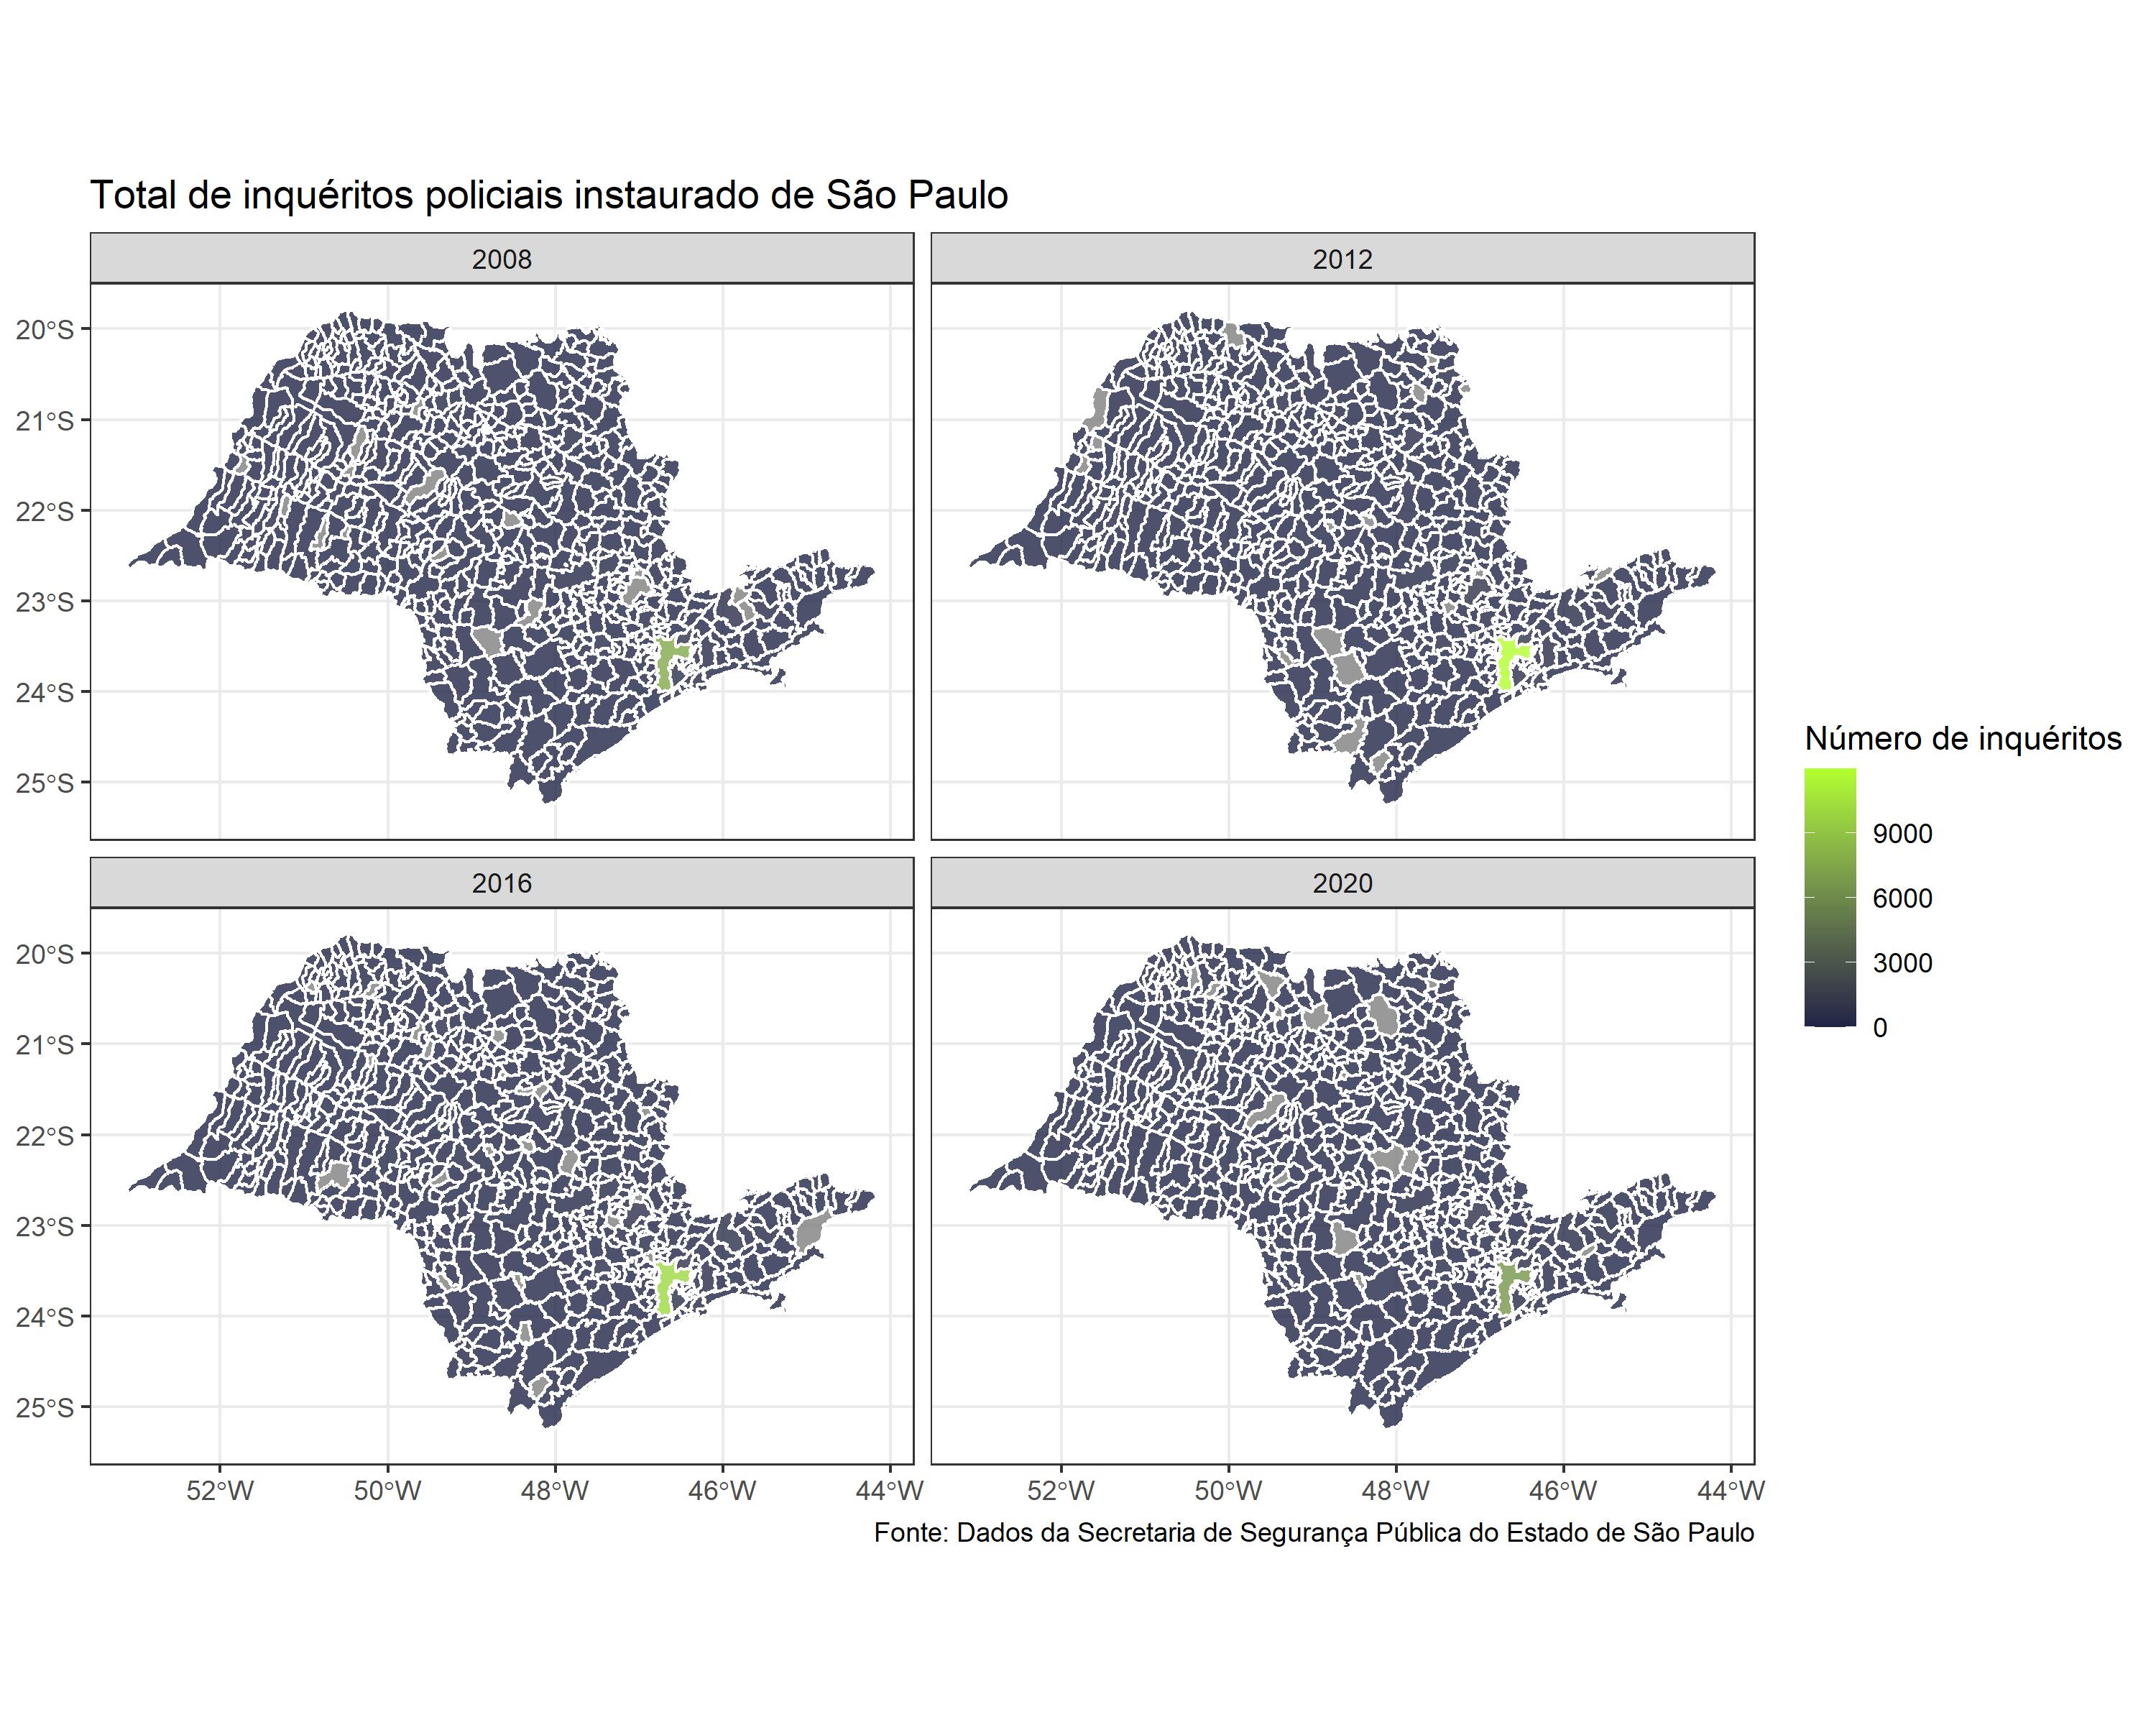 Total de inquéritos policiais instaurado de São Paulo
2008
2012
20°S
21°S
22°S
23°S
24°S
25°S
2016
2020
20°S
21°S
22°S
23°S
24°S
25°S
52°W
50°W
48°W
46°W
44°W
52°W
50°W
48°W
46°W
44°W
Número de inquéritos
9000
6000
3000
0
Fonte: Dados da Secretaria de Segurança Pública do Estado de São Paulo